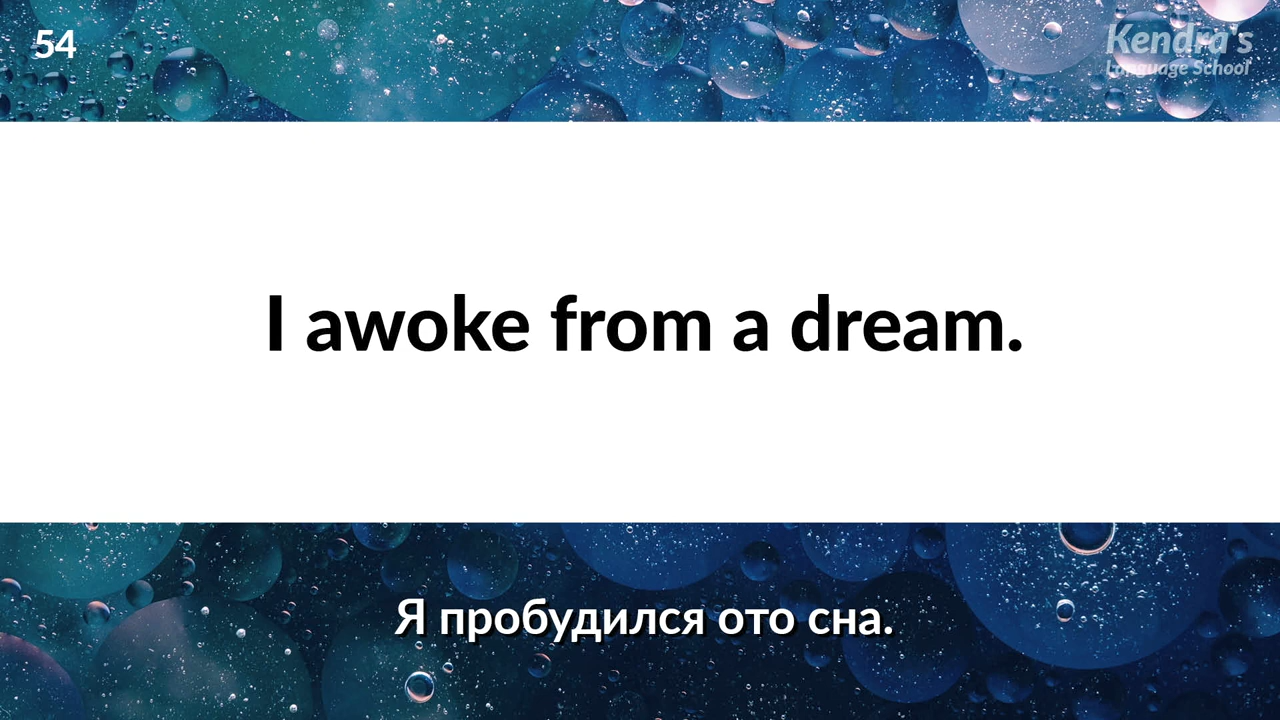 54
Kendra's
Language School
I awoke from a dream.
Я пробудился ото сна.